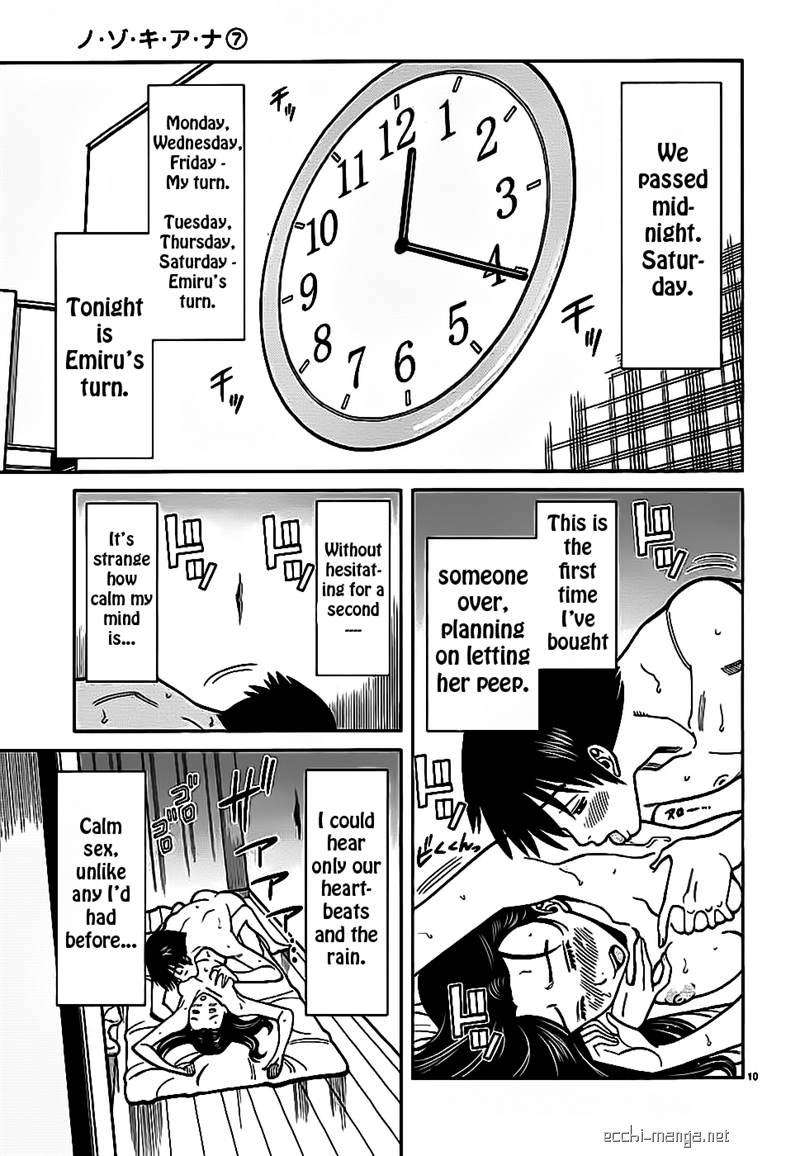 ノ・ゾ・キ・ア・ナ⑦
We
passed
mid-
night.
Satur-
day.
Monday,
Wednesday,
Friday -
My turn.
Tuesday,
Thursday,
Saturday -
Emiru's
turn.
Tonight
is
Emiru's
turn.
チッ
チッ
チッ
12
1
2
3
4
5
6
7
8
9
10
11
This is
the
first
time
I've
bought
someone
over,
planning
on letting
her peep.
ドッ
ドッ
Without
hesitat-
ing for a
second
----
It's
strange
how
calm my
mind
is...
ドッ
ドッ
I could
hear
only our
heart-
beats
and the
rain.
Calm
sex,
unlike
any I'd
had
before...
ゴロゴロ
ザアアア...
10
ecchi-manga.net